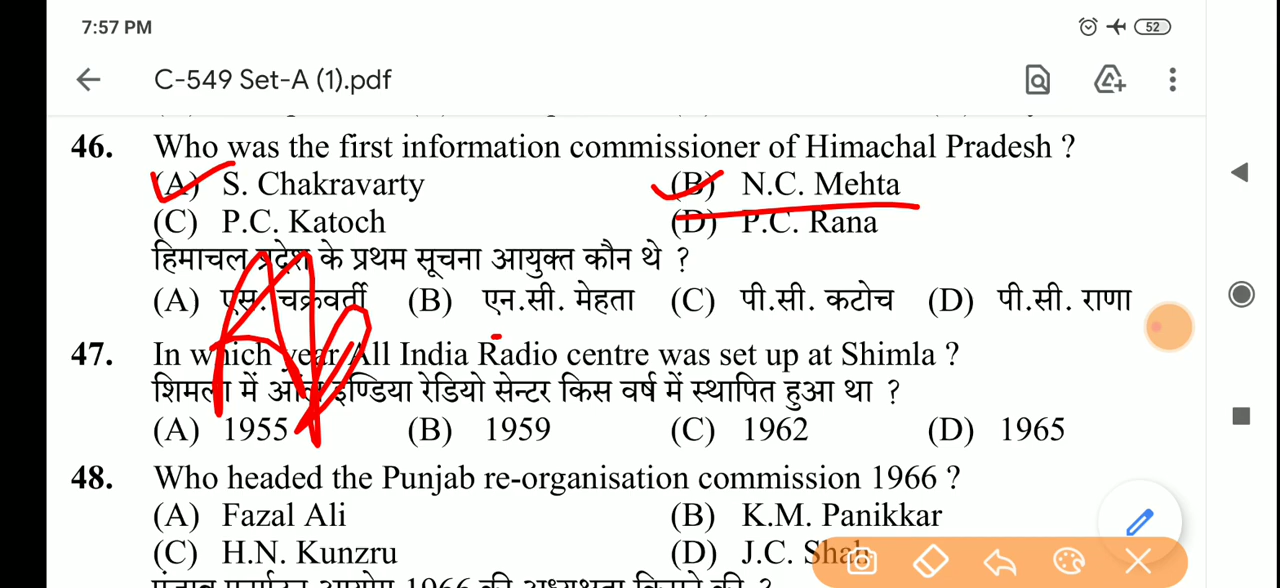 7:57 PM
52
C-549 Set-A (1).pdf
46. Who was the first information commissioner of Himachal Pradesh ?
(A) S. Chakravarty (B) N.C. Mehta
(C) P.C. Katoch (D) P.C. Rana
हिमाचल प्रदेश के प्रथम सूचना आयुक्त कौन थे ?
(A) एस. चक्रवर्ती (B) एन.सी. मेहता (C) पी.सी. कटोच (D) पी.सी. राणा
47. In which year All India Radio centre was set up at Shimla ?
शिमला में ऑल इण्डिया रेडियो सेन्टर किस वर्ष में स्थापित हुआ था ?
(A) 1955 (B) 1959 (C) 1962 (D) 1965
48. Who headed the Punjab re-organisation commission 1966 ?
(A) Fazal Ali (B) K.M. Panikkar
(C) H.N. Kunzru (D) J.C. Shah
1966 की